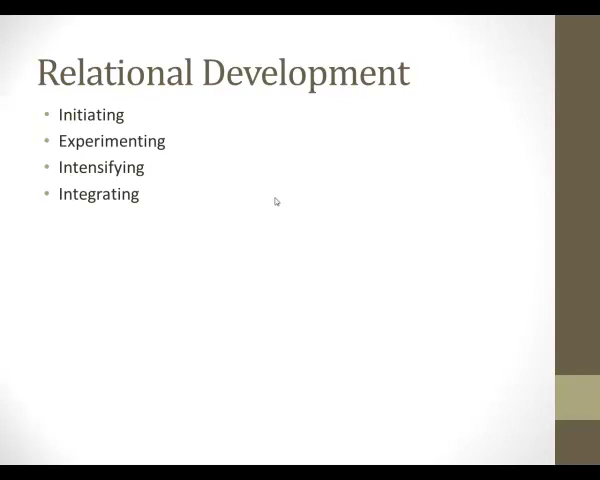 Relational Development
• Initiating
• Experimenting
• Intensifying
• Integrating